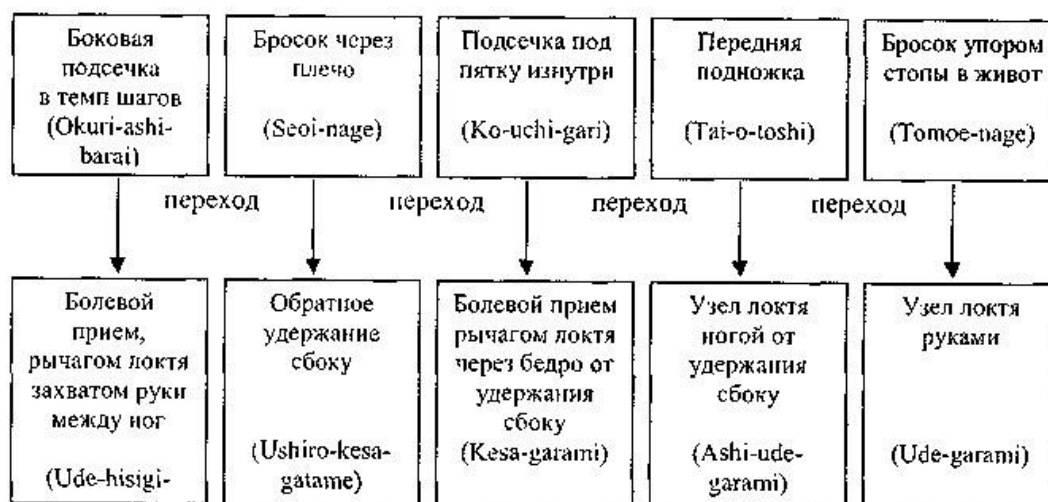 Боковая
подсечка
в темп шагов
(Okuri-ashi-
barai)
Бросок через
плечо
(Seoi-nage)
Подсечка под
пятку изнутри
(Ko-uchi-gari)
Передняя
подножка
(Tai-o-toshi)
Бросок упором
стопы в живот
(Tomoe-nage)
переход
переход
переход
переход
Болевой
прием,
рычагом локтя
захватом руки
между ног
(Ude-hisigi-
Обратное
удержание
сбоку
(Ushiro-kesa-
gatame)
Болевой прием
рычагом локтя
через бедро от
удержания
сбоку
(Kesa-garami)
Узел локтя
ногой от
удержания
сбоку
(Ashi-ude-
garami)
Узел локтя
руками
(Ude-garami)